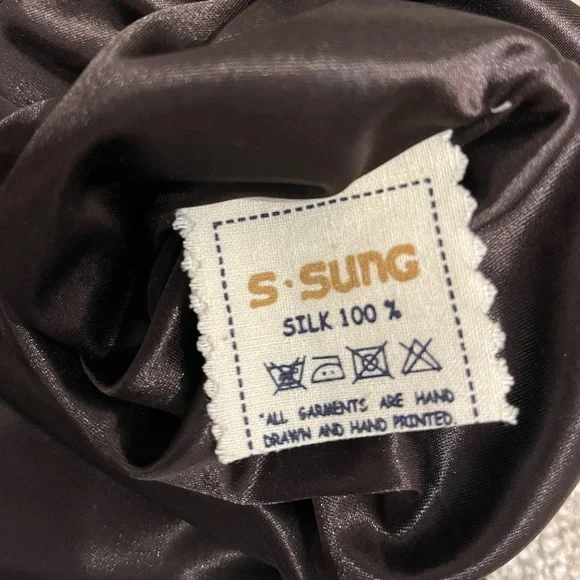 S·SUNG
SILK 100 %
"ALL GARMENTS ARE HAND
DRAWN AND HAND PRINTED